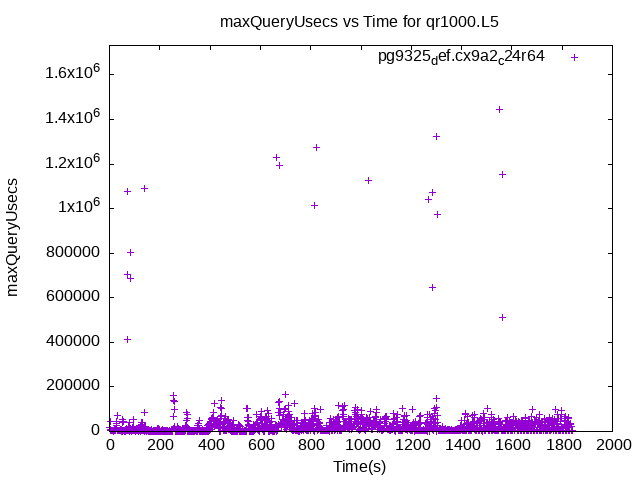 maxQueryUsecs vs Time for qr1000.L5
pg9325_def.cx9a2_c24r64
1.6x10^6
1.4x10^6
1.2x10^6
1x10^6
800000
600000
400000
200000
0
maxQueryUsecs
0 200 400 600 800 1000 1200 1400 1600 1800 2000
Time(s)